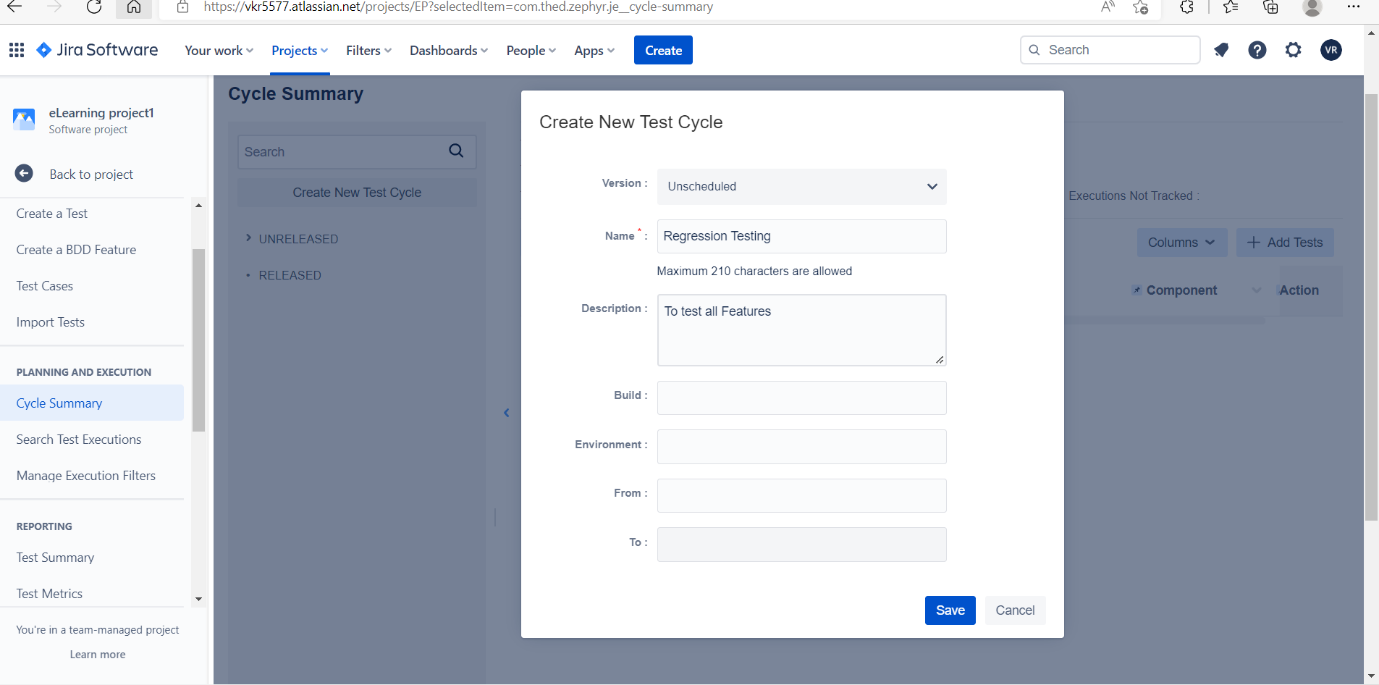 https://vkr5577.atlassian.net/projects/EP?selectedItem=com.thed.zephyr.je__cycle-summary
Jira Software Your work Projects Filters Dashboards People Apps Create Search VR
eLearning project1
Software project
Back to project
Create a Test
Create a BDD Feature
Test Cases
Import Tests
PLANNING AND EXECUTION
Cycle Summary
Search Test Executions
Manage Execution Filters
REPORTING
Test Summary
Test Metrics
You're in a team-managed project
Learn more
Cycle Summary
Search
Create New Test Cycle
UNRELEASED
RELEASED
Create New Test Cycle
Version : Unscheduled
Name * : Regression Testing
Maximum 210 characters are allowed
Description : To test all Features
Build :
Environment :
From :
To :
Save Cancel
Executions Not Tracked :
Columns + Add Tests
Component Action